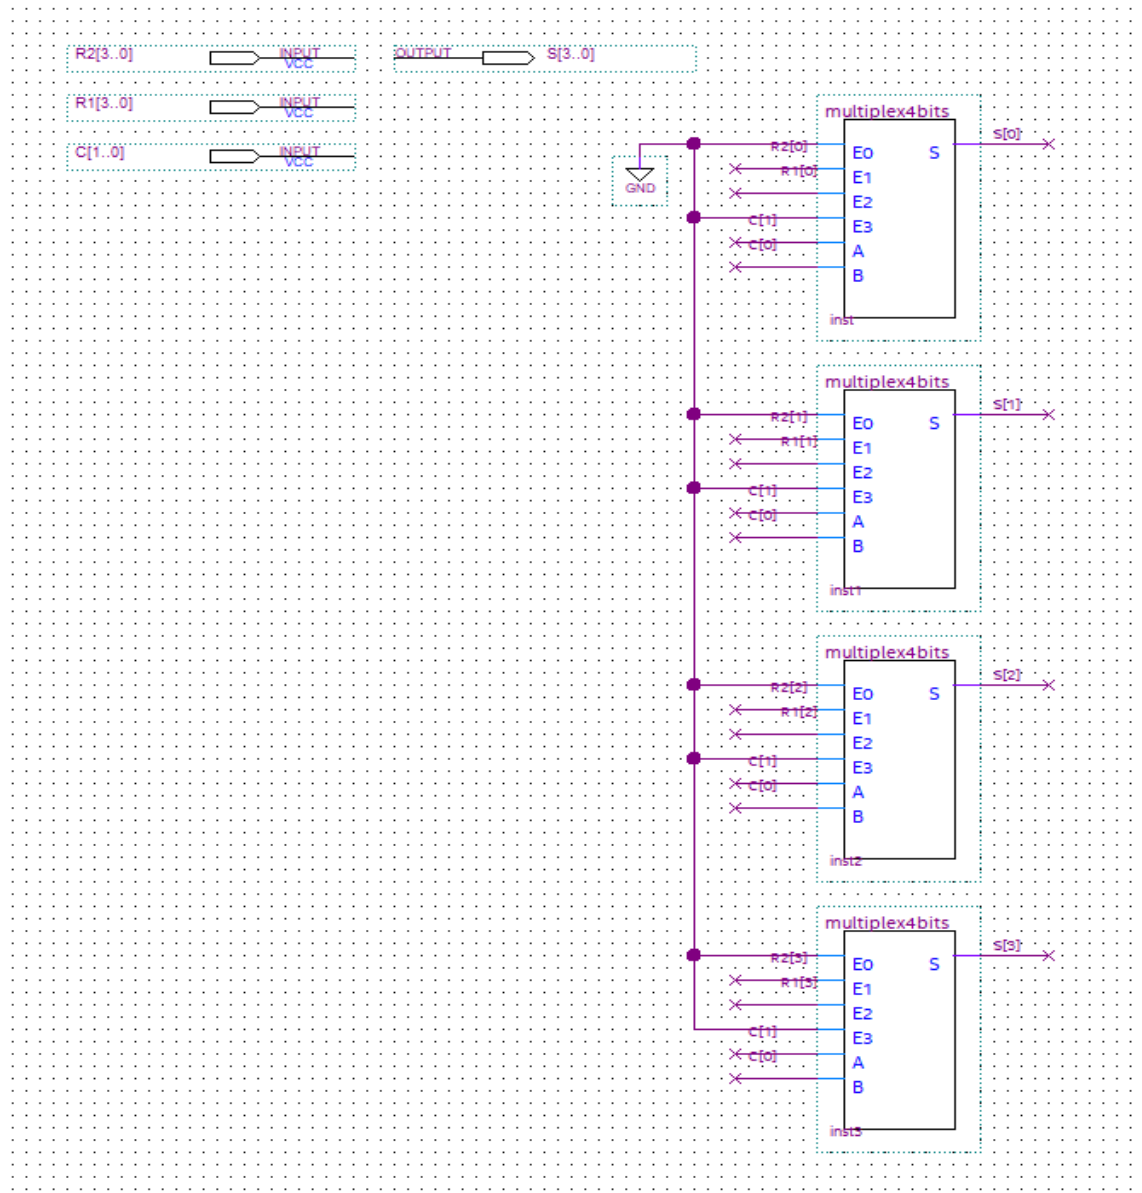 R2[3..0] INPUT VCC
OUTPUT S[3..0]
R1[3..0] INPUT VCC
C[1..0] INPUT VCC
GND
multiplex4bits
R2[0] E0 S S[0]
R1[0] E1
E2
C[1] E3
C[0] A
B
inst
multiplex4bits
R2[1] E0 S S[1]
R1[1] E1
E2
C[1] E3
C[0] A
B
inst1
multiplex4bits
R2[2] E0 S S[2]
R1[2] E1
E2
C[1] E3
C[0] A
B
inst2
multiplex4bits
R2[3] E0 S S[3]
R1[3] E1
E2
C[1] E3
C[0] A
B
inst3